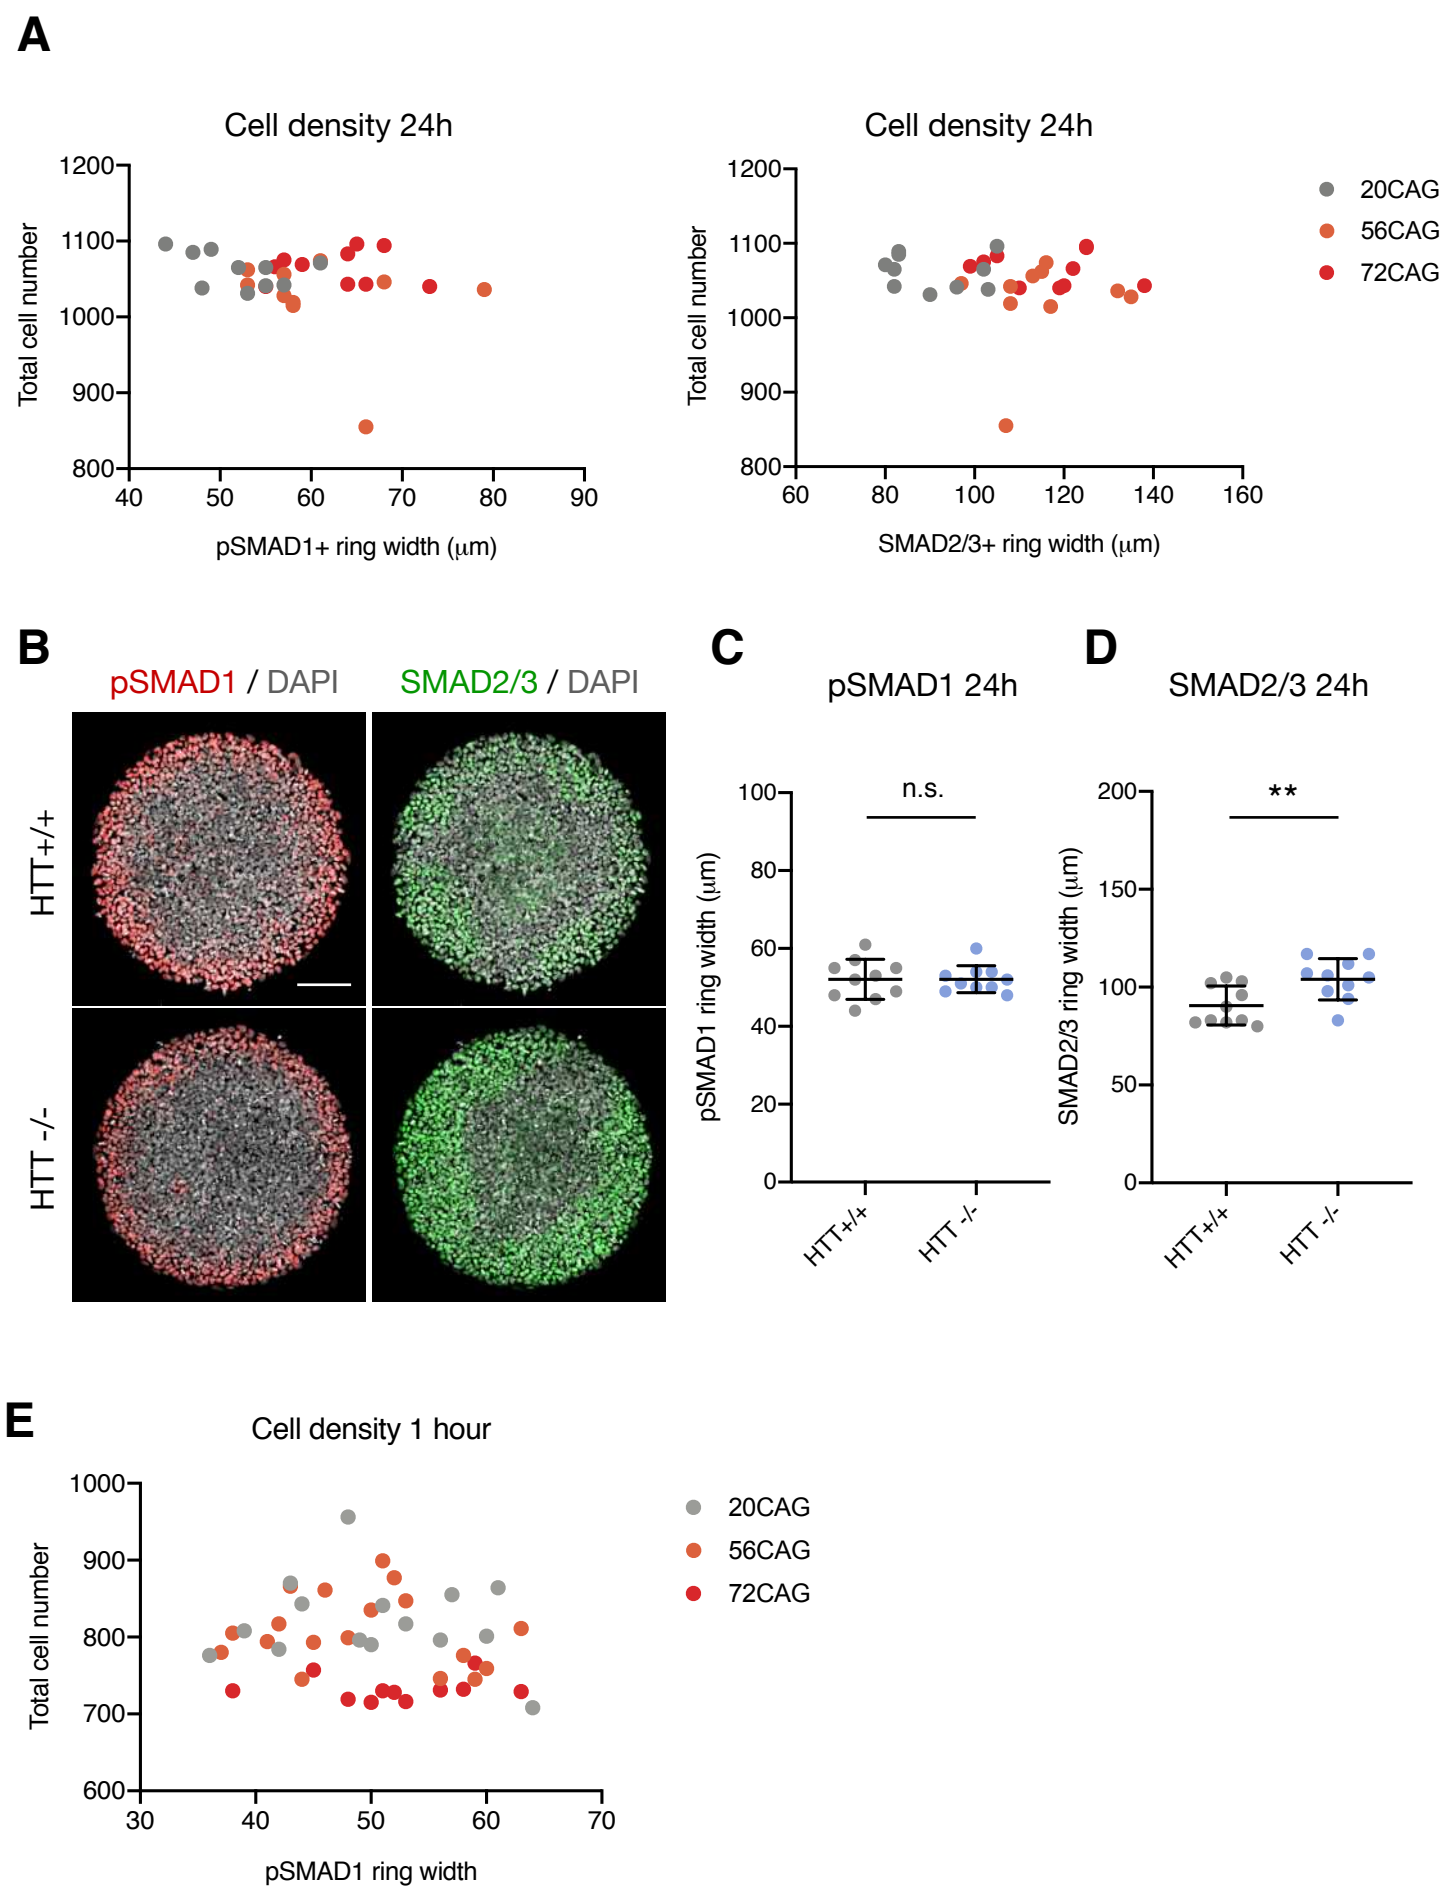 A
Cell density 24h
1200
1100
1000
900
800
40
50
60
70
80
90
Total cell number
pSMAD1+ ring width (μm)
Cell density 24h
1200
1100
1000
900
800
60
80
100
120
140
160
Total cell number
SMAD2/3+ ring width (μm)
20CAG
56CAG
72CAG
B
pSMAD1 / DAPI
SMAD2/3 / DAPI
HTT+/+
HTT -/-
C
pSMAD1 24h
n.s.
100
80
60
40
20
0
pSMAD1 ring width (μm)
HTT+/+
HTT -/-
D
SMAD2/3 24h
**
200
150
100
50
0
SMAD2/3 ring width (μm)
HTT+/+
HTT -/-
E
Cell density 1 hour
1000
900
800
700
600
30
40
50
60
70
Total cell number
pSMAD1 ring width
20CAG
56CAG
72CAG